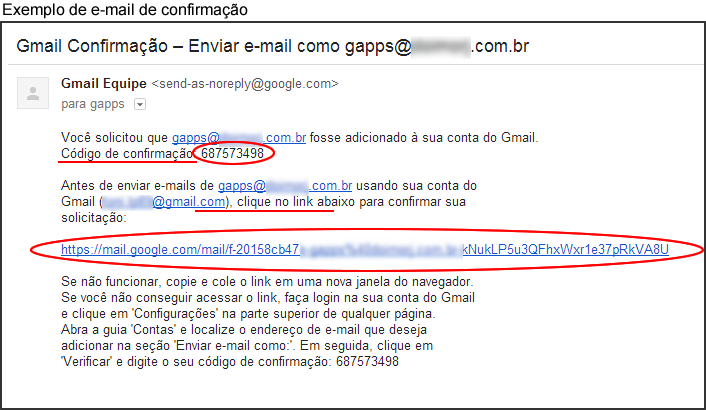 Exemplo de e-mail de confirmação
Gmail Confirmação – Enviar e-mail como gapps@ .com.br
Gmail Equipe <send-as-noreply@google.com>
para gapps
Você solicitou que gapps@ .com.br fosse adicionado à sua conta do Gmail.
Código de confirmação: 687573498
Antes de enviar e-mails de gapps@ .com.br usando sua conta do
Gmail ( @gmail.com), clique no link abaixo para confirmar sua
solicitação:
https://mail.google.com/mail/f-20158cb47 kNukLP5u3QFhxWxr1e37pRkVA8U
Se não funcionar, copie e cole o link em uma nova janela do navegador.
Se você não conseguir acessar o link, faça login na sua conta do Gmail
e clique em 'Configurações' na parte superior de qualquer página.
Abra a guia 'Contas' e localize o endereço de e-mail que deseja
adicionar na seção 'Enviar e-mail como:'. Em seguida, clique em
'Verificar' e digite o seu código de confirmação: 687573498